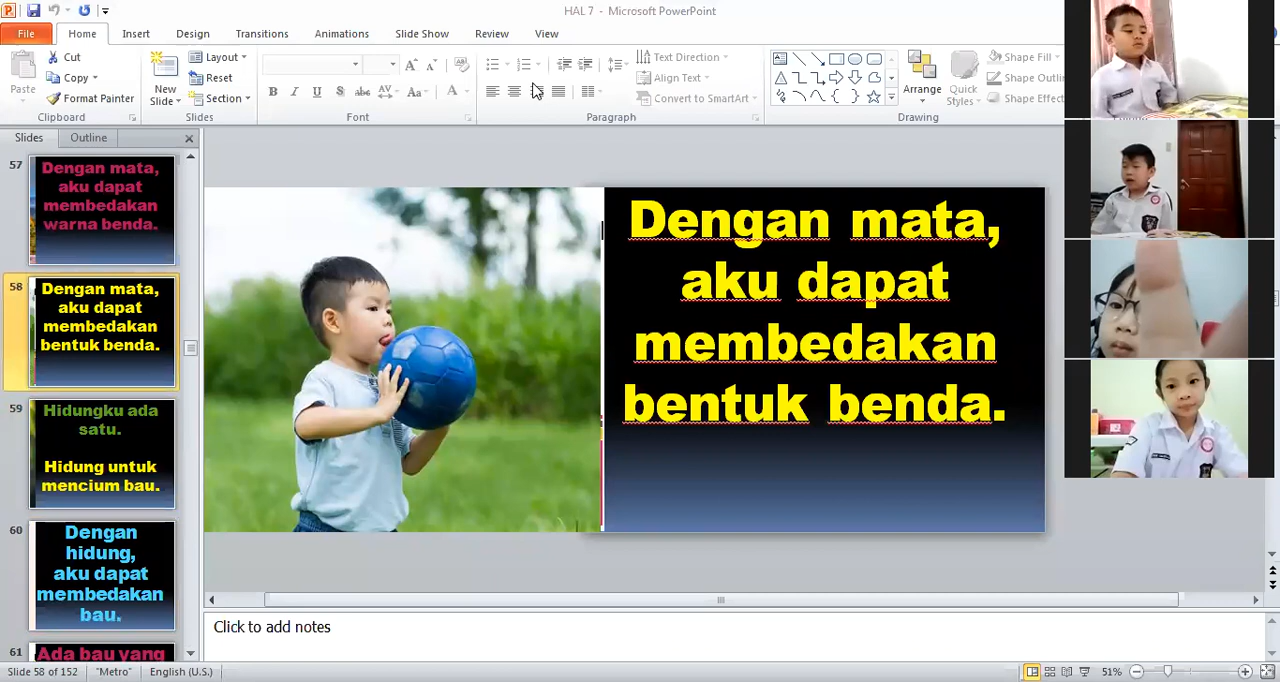 HAL 7 - Microsoft PowerPoint
File Home Insert Design Transitions Animations Slide Show Review View
Paste
Cut
Copy
Format Painter
Clipboard
New
Slide
Layout
Reset
Section
Slides
B I U S abc AV Aa A
Font
Text Direction
Align Text
Convert to SmartArt
Paragraph
Arrange
Quick
Styles
Shape Fill
Shape Outlin
Shape Effect
Drawing
Slides Outline
57
Dengan mata,
aku dapat
membedakan
warna benda.
58
Dengan mata,
aku dapat
membedakan
bentuk benda.
59
Hidungku ada
satu.
Hidung untuk
mencium bau.
60
Dengan
hidung,
aku dapat
membedakan
bau.
61
Ada bau yang
Dengan mata,
aku dapat
membedakan
bentuk benda.
Click to add notes
Slide 58 of 152 "Metro" English (U.S.) 51%